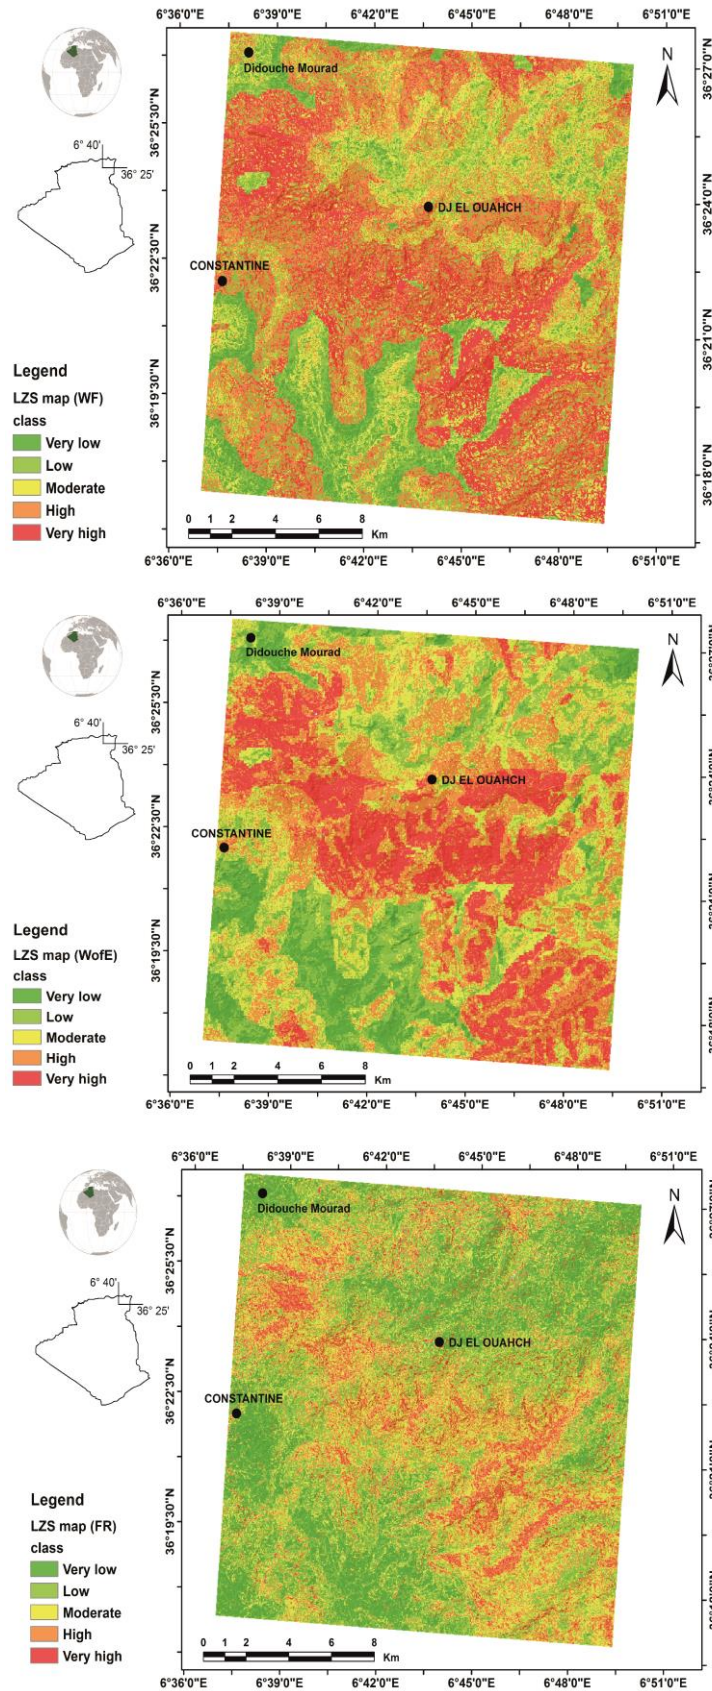 6°36'0"E 6°39'0"E 6°42'0"E 6°45'0"E 6°48'0"E 6°51'0"E
N
Didouche Mourad
36°27'0"N
36°25'30"N
6° 40'
36° 25'
DJ EL OUAHCH
36°24'0"N
36°22'30"N
CONSTANTINE
36°21'0"N
Legend
LZS map (WF)
class
Very low
Low
Moderate
High
Very high
36°19'30"N
36°18'0"N
0 1 2 4 6 8
Km
6°36'0"E 6°39'0"E 6°42'0"E 6°45'0"E 6°48'0"E 6°51'0"E
6°36'0"E 6°39'0"E 6°42'0"E 6°45'0"E 6°48'0"E 6°51'0"E
N
Didouche Mourad
36°25'30"N
6° 40'
36° 25'
DJ EL OUAHCH
36°22'30"N
CONSTANTINE
Legend
LZS map (WofE)
class
Very low
Low
Moderate
High
Very high
36°19'30"N
0 1 2 4 6 8
Km
6°36'0"E 6°39'0"E 6°42'0"E 6°45'0"E 6°48'0"E 6°51'0"E
6°36'0"E 6°39'0"E 6°42'0"E 6°45'0"E 6°48'0"E 6°51'0"E
N
Didouche Mourad
36°25'30"N
6° 40'
36° 25'
DJ EL OUAHCH
36°22'30"N
CONSTANTINE
Legend
LZS map (FR)
class
Very low
Low
Moderate
High
Very high
36°19'30"N
0 1 2 4 6 8
Km
6°36'0"E 6°39'0"E 6°42'0"E 6°45'0"E 6°48'0"E 6°51'0"E